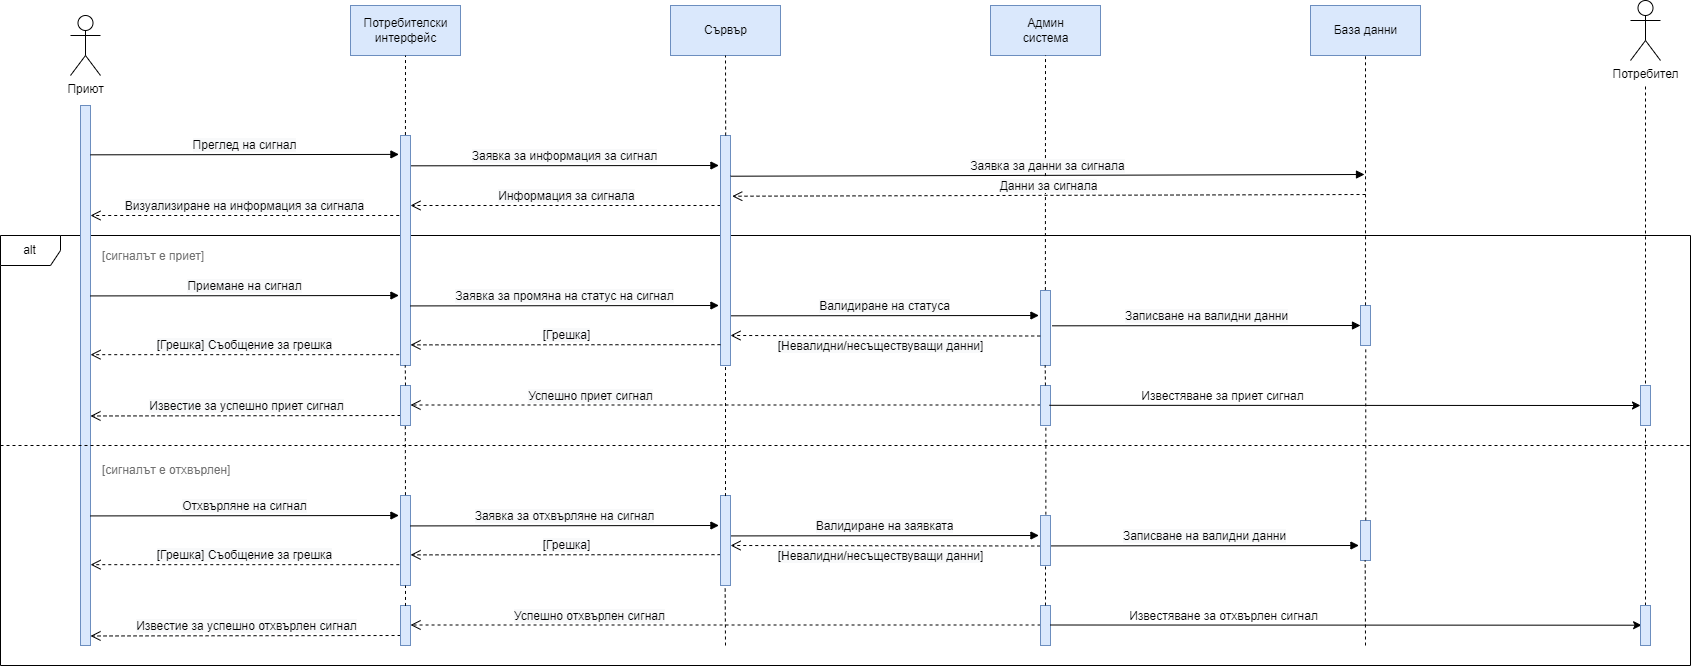 Приют
Потребителски
интерфейс
Сървър
Админ
система
База данни
Потребител
Преглед на сигнал
Заявка за информация за сигнал
Заявка за данни за сигнала
Данни за сигнала
Информация за сигнала
Визуализиране на информация за сигнала
alt
[сигналът е приет]
Приемане на сигнал
Заявка за промяна на статус на сигнал
Валидиране на статуса
Записване на валидни данни
[Невалидни/несъществуващи данни]
[Грешка]
[Грешка] Съобщение за грешка
Успешно приет сигнал
Известяване за приет сигнал
Известие за успешно приет сигнал
[сигналът е отхвърлен]
Отхвърляне на сигнал
Заявка за отхвърляне на сигнал
Валидиране на заявката
Записване на валидни данни
[Невалидни/несъществуващи данни]
[Грешка]
[Грешка] Съобщение за грешка
Успешно отхвърлен сигнал
Известяване за отхвърлен сигнал
Известие за успешно отхвърлен сигнал